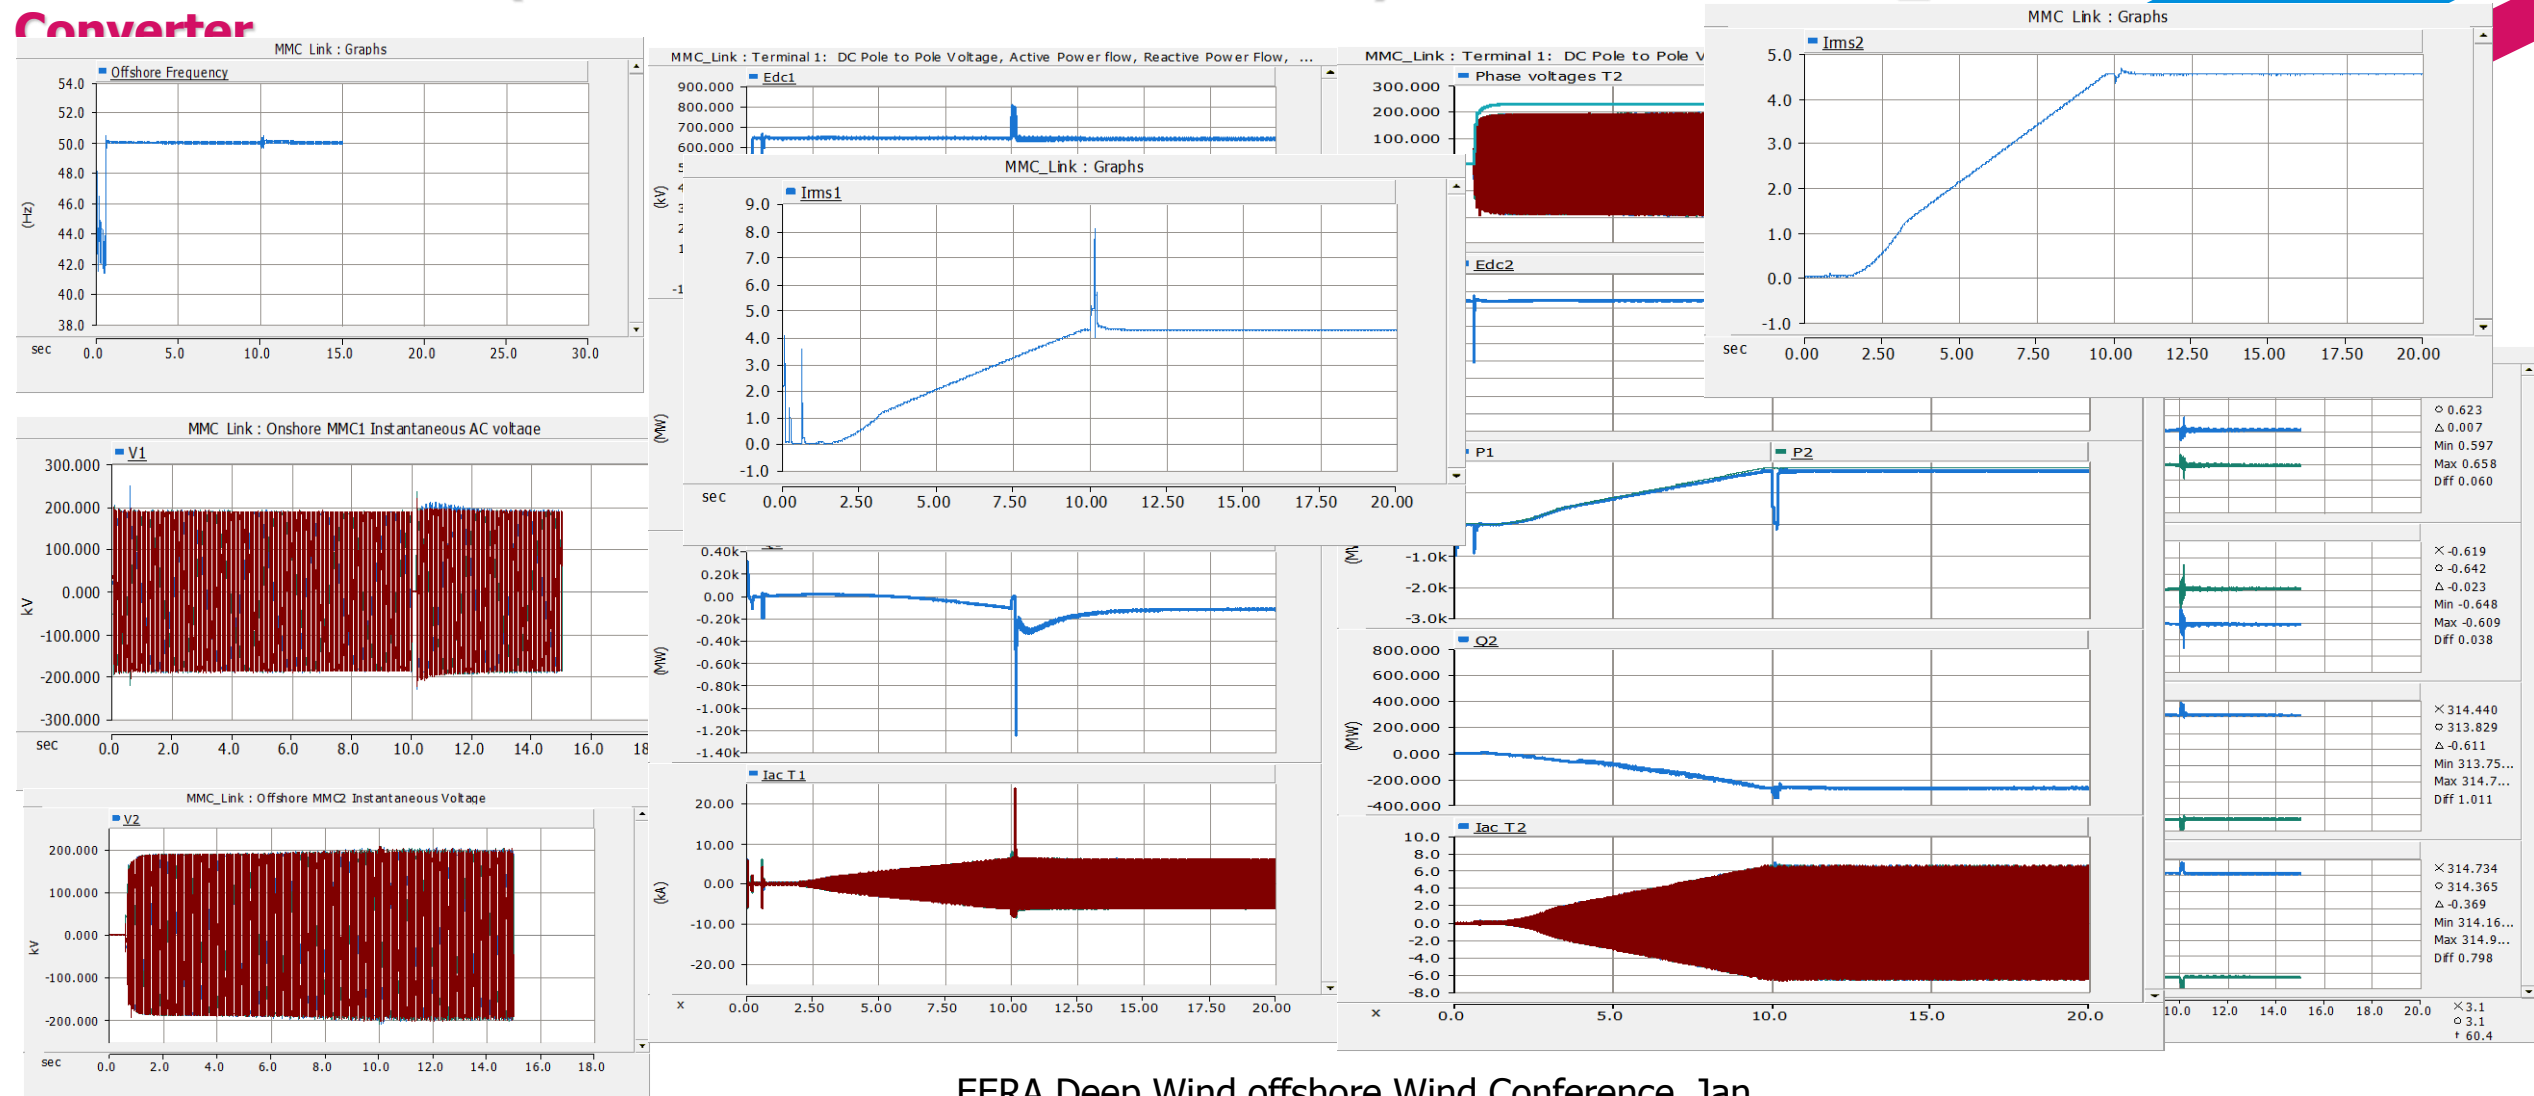 Converter
MMC Link : Graphs
Offshore Frequency
54.0
52.0
50.0
48.0
46.0
44.0
42.0
40.0
38.0
(Hz)
sec
0.0 5.0 10.0 15.0 20.0 25.0 30.0
MMC Link : Onshore MMC1 Instantaneous AC voltage
V1
300.000
200.000
100.000
0.000
-100.000
-200.000
-300.000
kV
sec
0.0 2.0 4.0 6.0 8.0 10.0 12.0 14.0 16.0 18
MMC_Link : Offshore MMC2 Instantaneous Voltage
V2
200.000
100.000
0.000
-100.000
-200.000
kV
sec
0.0 2.0 4.0 6.0 8.0 10.0 12.0 14.0 16.0 18.0
MMC_Link : Terminal 1: DC Pole to Pole Voltage, Active Power flow, Reactive Power Flow, ...
Edc1
900.000
800.000
700.000
600.000
(kV)
-1
(MW)
MMC_Link : Graphs
Irms1
9.0
8.0
7.0
6.0
5.0
4.0
3.0
2.0
1.0
0.0
-1.0
sec
0.00 2.50 5.00 7.50 10.00 12.50 15.00 17.50 20.00
0.40k
0.20k
0.00
-0.20k
-0.40k
-0.60k
-0.80k
-1.00k
-1.20k
-1.40k
(MW)
Iac T1
20.00
10.00
0.00
-10.00
-20.00
(kA)
x
0.00 2.50 5.00 7.50 10.00 12.50 15.00 17.50 20.00
MMC_Link : Terminal 1: DC Pole to Pole V
Phase voltages T2
300.000
200.000
100.000
Edc2
P1
P2
-1.0k
-2.0k
-3.0k
Q2
800.000
600.000
400.000
200.000
0.000
-200.000
-400.000
(MW)
Iac T2
10.0
8.0
6.0
4.0
2.0
0.0
-2.0
-4.0
-6.0
-8.0
x
0.0 5.0 10.0 15.0 20.0
MMC Link : Graphs
Irms2
5.0
4.0
3.0
2.0
1.0
0.0
-1.0
sec
0.00 2.50 5.00 7.50 10.00 12.50 15.00 17.50 20.00
0.623
0.007
Min 0.597
Max 0.658
Diff 0.060
-0.619
-0.642
-0.023
Min -0.648
Max -0.609
Diff 0.038
314.440
313.829
-0.611
Min 313.75...
Max 314.7...
Diff 1.011
314.734
314.365
-0.369
Min 314.16...
Max 314.9...
Diff 0.798
10.0 12.0 14.0 16.0 18.0 20.0
3.1
3.1
60.4
EERA Deep Wind offshore Wind Conference, Jan